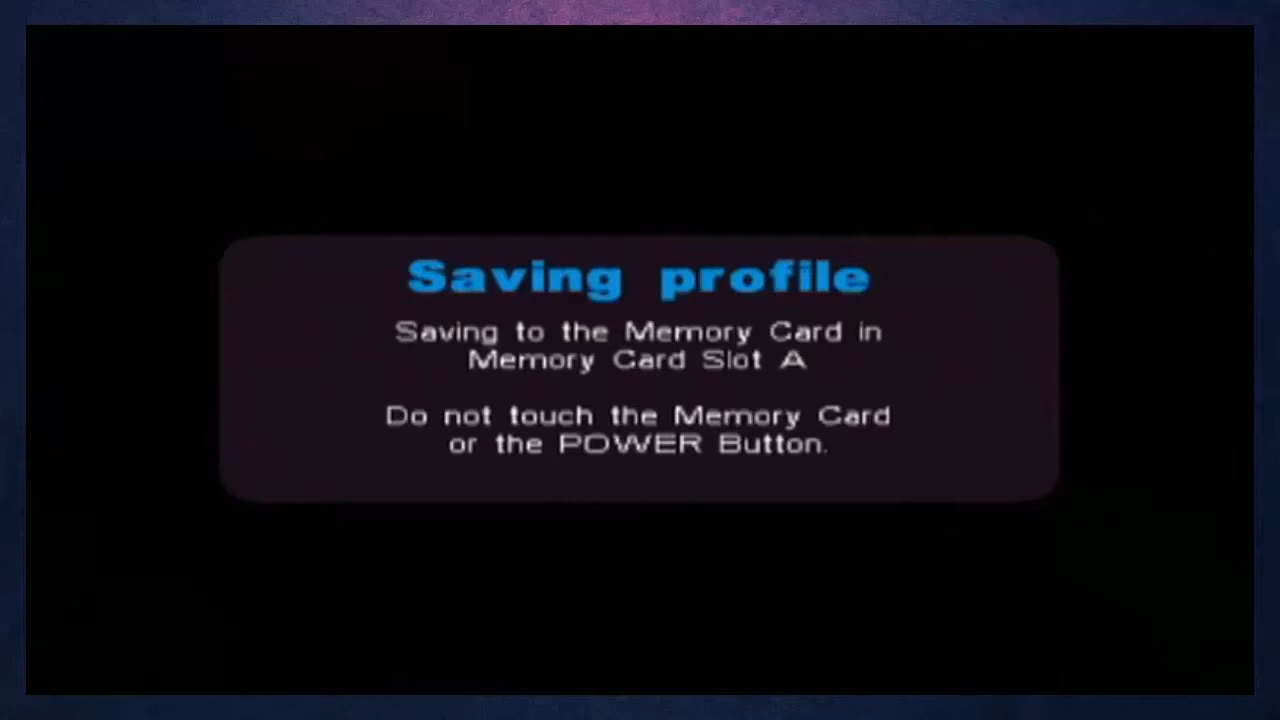 Saving profile
Saving to the Memory Card in
Memory Card Slot A
Do not touch the Memory Card
or the POWER Button.